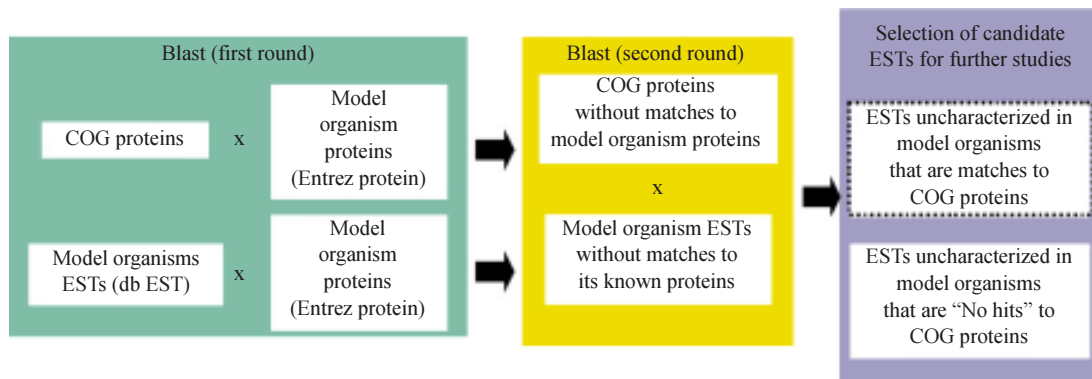 Blast (first round)
COG proteins
x
Model
organism
proteins
(Entrez protein)
Model organisms
ESTs (db EST)
x
Model
organism
proteins
(Entrez protein)
Blast (second round)
COG proteins
without matches to
model organism proteins
x
Model organism ESTs
without matches to
its known proteins
Selection of candidate
ESTs for further studies
ESTs uncharacterized in
model organisms
that are matches to
COG proteins
ESTs uncharacterized in
model organisms
that are “No hits” to
COG proteins